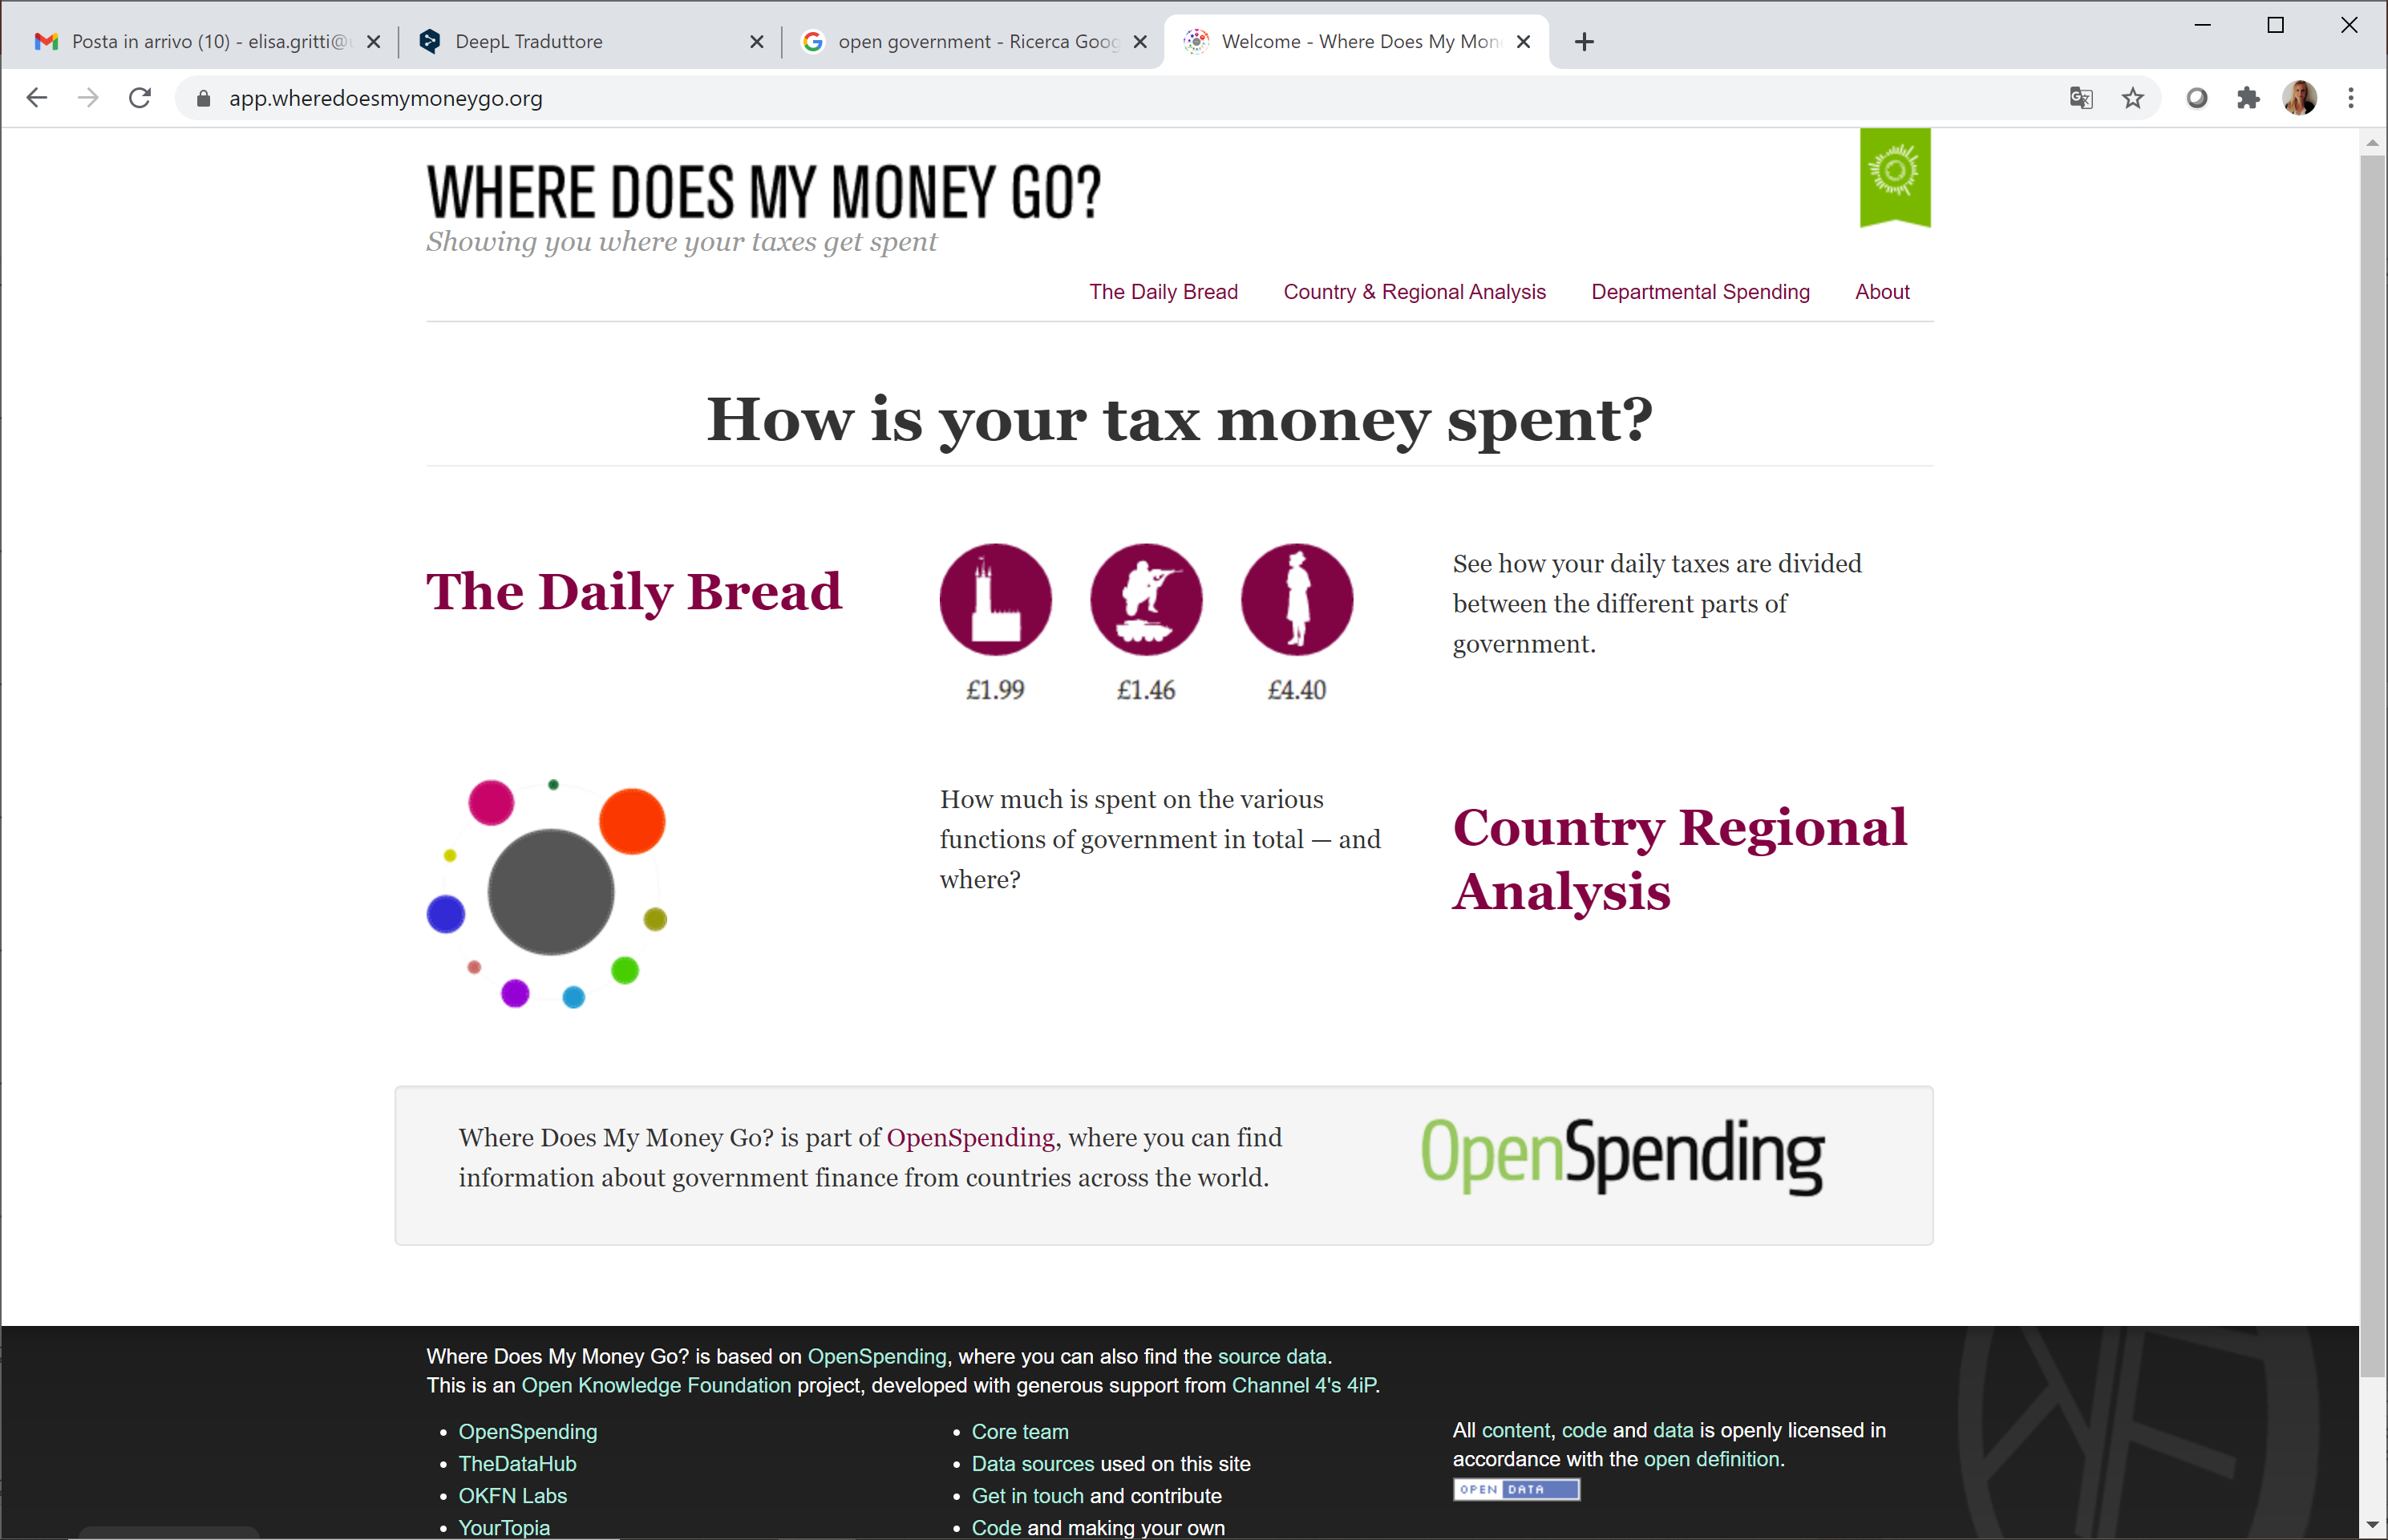 Posta in arrivo (10) - elisa.gritti@
DeepL Traduttore
open government - Ricerca Goog
Welcome - Where Does My Mon
app.wheredoesmymoneygo.org
WHERE DOES MY MONEY GO?
Showing you where your taxes get spent
The Daily Bread Country & Regional Analysis Departmental Spending About
How is your tax money spent?
The Daily Bread
£1.99 £1.46 £4.40
See how your daily taxes are divided
between the different parts of
government.
How much is spent on the various
functions of government in total — and
where?
Country Regional
Analysis
Where Does My Money Go? is part of OpenSpending, where you can find
information about government finance from countries across the world.
OpenSpending
Where Does My Money Go? is based on OpenSpending, where you can also find the source data.
This is an Open Knowledge Foundation project, developed with generous support from Channel 4's 4iP.
• OpenSpending
• TheDataHub
• OKFN Labs
• YourTopia
• Core team
• Data sources used on this site
• Get in touch and contribute
• Code and making your own
All content, code and data is openly licensed in
accordance with the open definition.
OPEN DATA